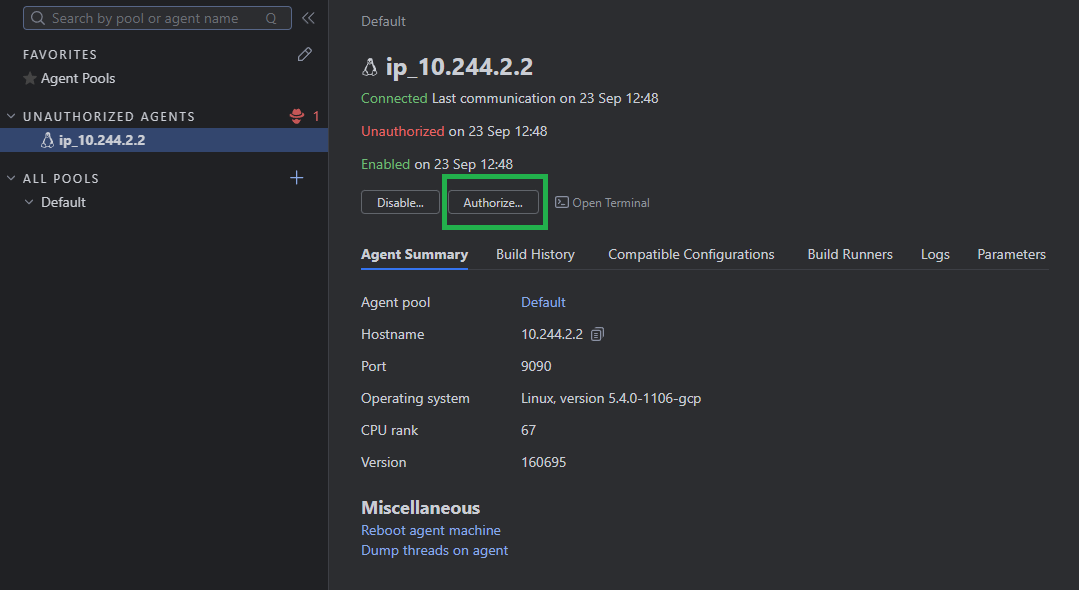 Search by pool or agent name
FAVORITES
Agent Pools
UNAUTHORIZED AGENTS 1
ip_10.244.2.2
ALL POOLS
Default
Default
ip_10.244.2.2
Connected Last communication on 23 Sep 12:48
Unauthorized on 23 Sep 12:48
Enabled on 23 Sep 12:48
Disable... Authorize... Open Terminal
Agent Summary Build History Compatible Configurations Build Runners Logs Parameters
Agent pool Default
Hostname 10.244.2.2
Port 9090
Operating system Linux, version 5.4.0-1106-gcp
CPU rank 67
Version 160695
Miscellaneous
Reboot agent machine
Dump threads on agent